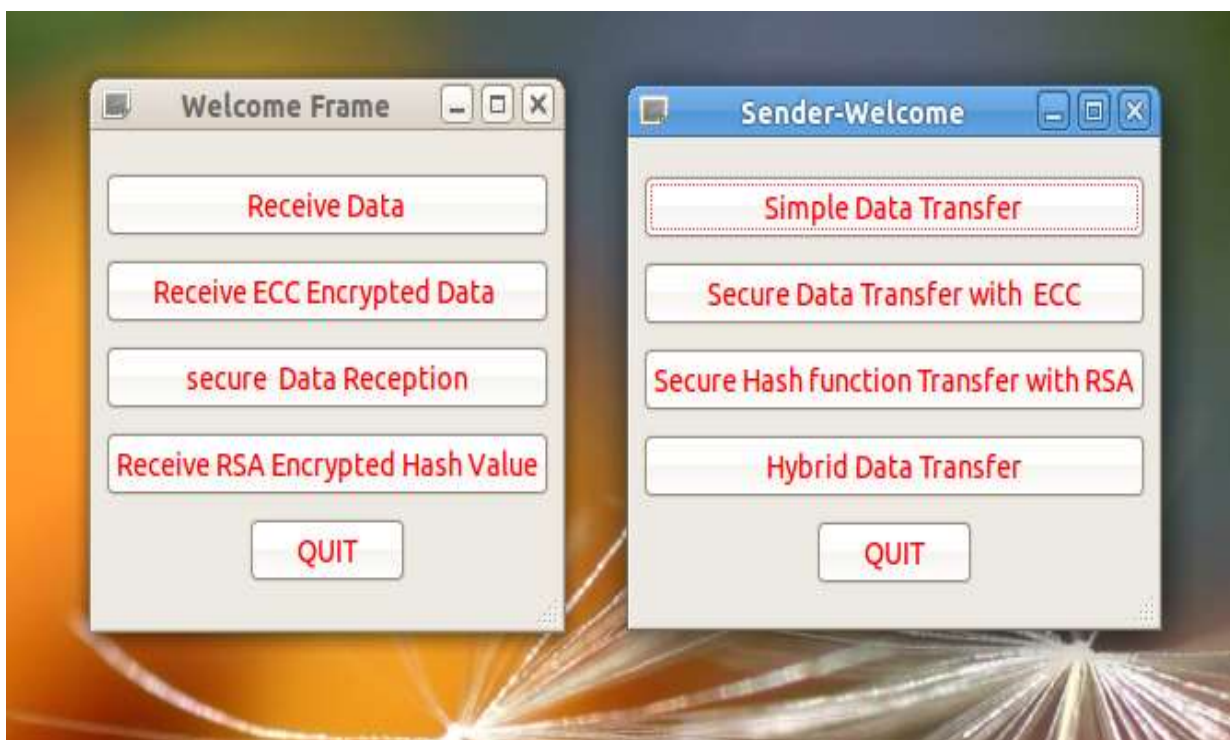 Welcome Frame
Receive Data
Receive ECC Encrypted Data
secure Data Reception
Receive RSA Encrypted Hash Value
QUIT
Sender-Welcome
Simple Data Transfer
Secure Data Transfer with ECC
Secure Hash function Transfer with RSA
Hybrid Data Transfer
QUIT